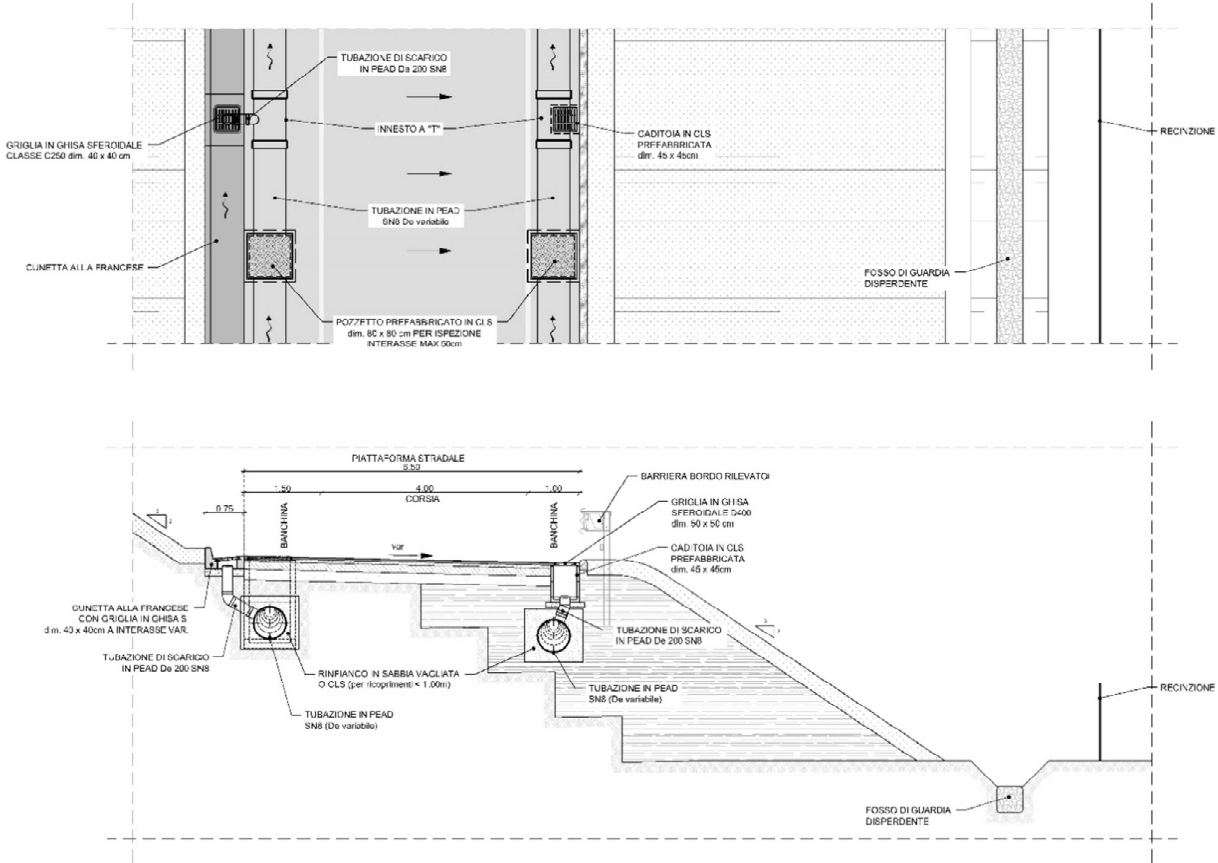 TUBAZIONE DI SCARICO
IN PEAD De 200 SN8
GRIGLIA IN GHISA SFEROIDALE
CLASSE C250 dim. 40 x 40 cm
INNESTO A "T"
CADITOIA IN CLS
PREFABBRICATA
dim. 45 x 45cm
RECINZIONE
TUBAZIONE IN PEAD
SN8 De variabile
CUNETTA ALLA FRANCESE
FOSSO DI GUARDIA
DISPERDENTE
POZZETTO PREFABBRICATO IN CLS
dim. 80 x 80 cm PER ISPEZIONE
INTERASSE MAX 50cm
PIATTAFORMA STRADALE
6.50
1.50
4.00
1.00
CORSIA
0.75
BANCHINA
BANCHINA
var
BARRIERA BORDO RILEVATO
GRIGLIA IN GHISA
SFEROIDALE D400
dim. 50 x 50 cm
CADITOIA IN CLS
PREFABBRICATA
dim. 45 x 45cm
CUNETTA ALLA FRANCESE
CON GRIGLIA IN GHISA S
dim. 40 x 40cm A INTERASSE VAR.
TUBAZIONE DI SCARICO
IN PEAD De 200 SN8
RINFIANCO IN SABBIA VAGLIATA
O CLS (per ricoprimenti < 1.00m)
TUBAZIONE IN PEAD
SN8 (De variabile)
TUBAZIONE DI SCARICO
IN PEAD De 200 SN8
TUBAZIONE IN PEAD
SN8 (De variabile)
RECINZIONE
FOSSO DI GUARDIA
DISPERDENTE